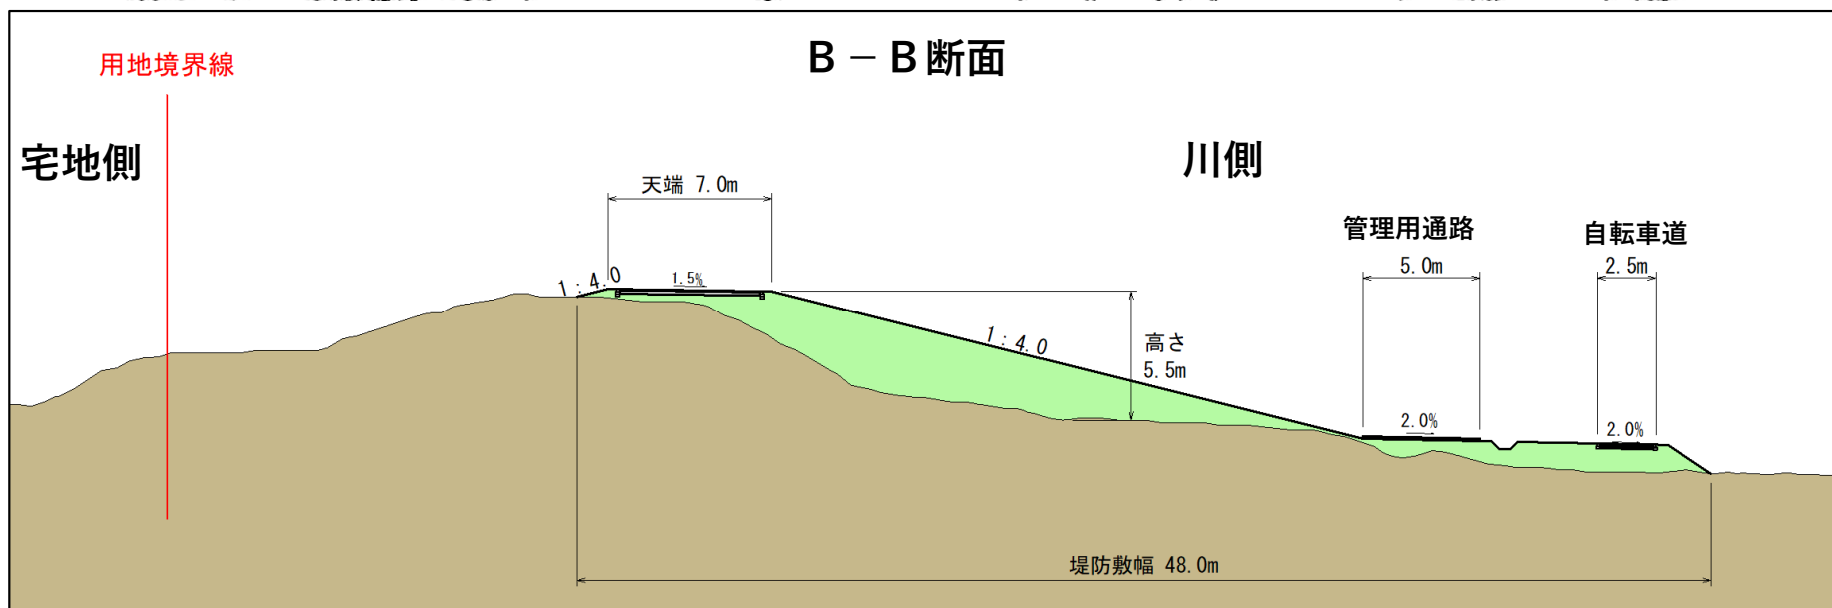 B－B断面
用地境界線
宅地側
川側
天端 7.0m
管理用通路
5.0m
自転車道
2.5m
1:4.0
1.5%
1:4.0
高さ
5.5m
2.0%
2.0%
堤防敷幅 48.0m